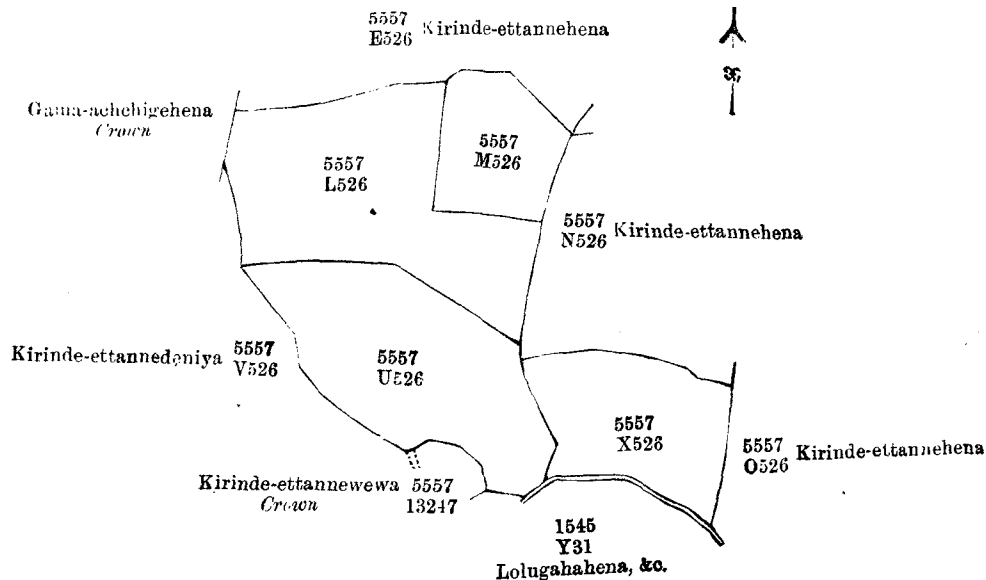 5557
E526 Kirinde-ettannehena
Gama-achchigehena
Crown
5557
M526
5557
L526
5557
N526 Kirinde-ettannehena
Kirinde-ettannedeniya 5557
V526
5557
U526
5557
X526
5557
O526 Kirinde-ettannehena
Kirinde-ettannewewa
Crown
5557
13247
1545
Y31
Lolugahahena, &c.